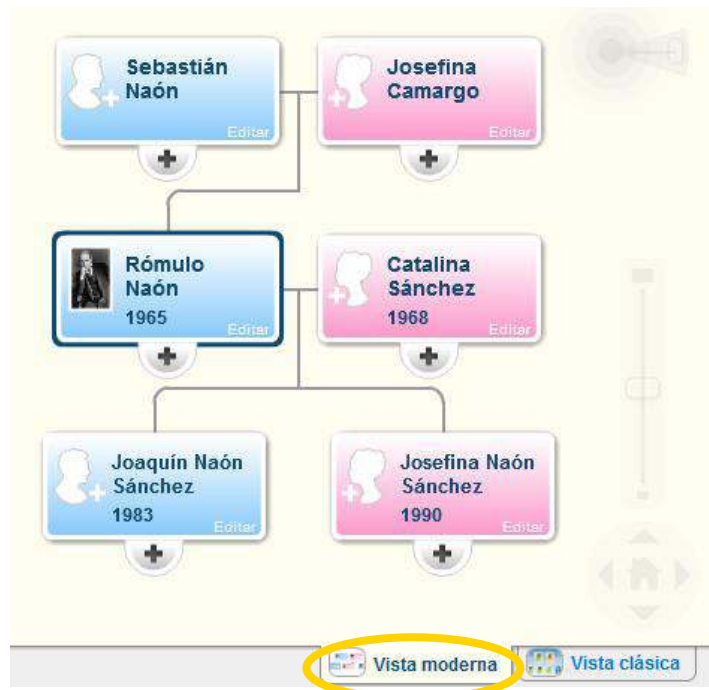 Sebastián
Naón
Editar
Josefina
Camargo
Editar
Rómulo
Naón
1965
Editar
Catalina
Sánchez
1968
Editar
Joaquín Naón
Sánchez
1983
Editar
Josefina Naón
Sánchez
1990
Editar
Vista moderna
Vista clásica